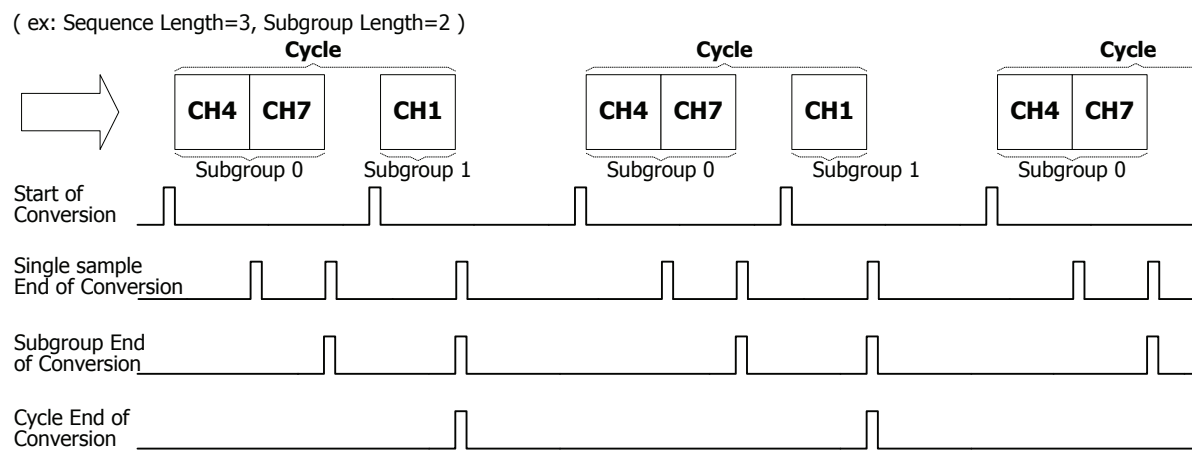 ( ex: Sequence Length=3, Subgroup Length=2 )
Cycle Cycle Cycle
CH4 CH7 CH1 CH4 CH7 CH1 CH4 CH7
Subgroup 0 Subgroup 1 Subgroup 0 Subgroup 1 Subgroup 0
Start of
Conversion
Single sample
End of Conversion
Subgroup End
of Conversion
Cycle End of
Conversion